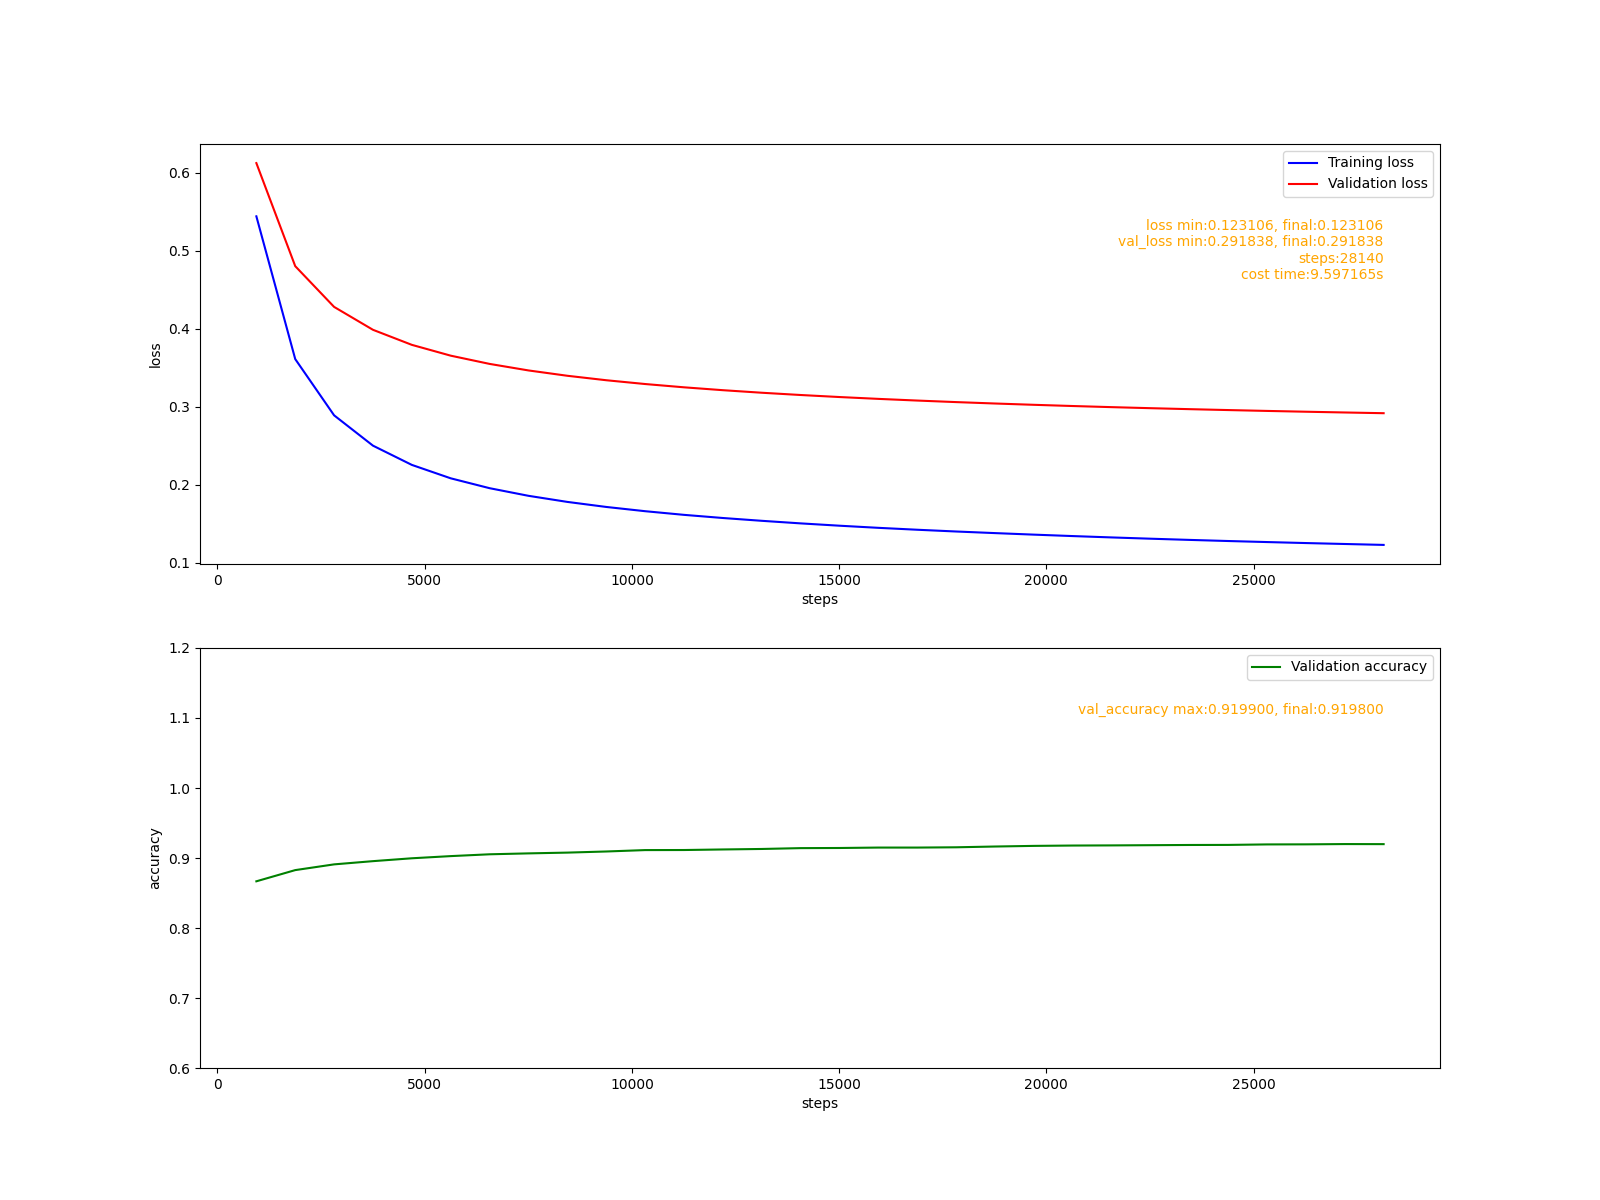 Training loss
Validation loss
loss min:0.123106, final:0.123106
val_loss min:0.291838, final:0.291838
steps:28140
cost time:9.597165s
0.6
0.5
0.4
0.3
0.2
0.1
loss
0 5000 10000 15000 20000 25000
steps
Validation accuracy
val_accuracy max:0.919900, final:0.919800
1.2
1.1
1.0
0.9
0.8
0.7
0.6
accuracy
0 5000 10000 15000 20000 25000
steps